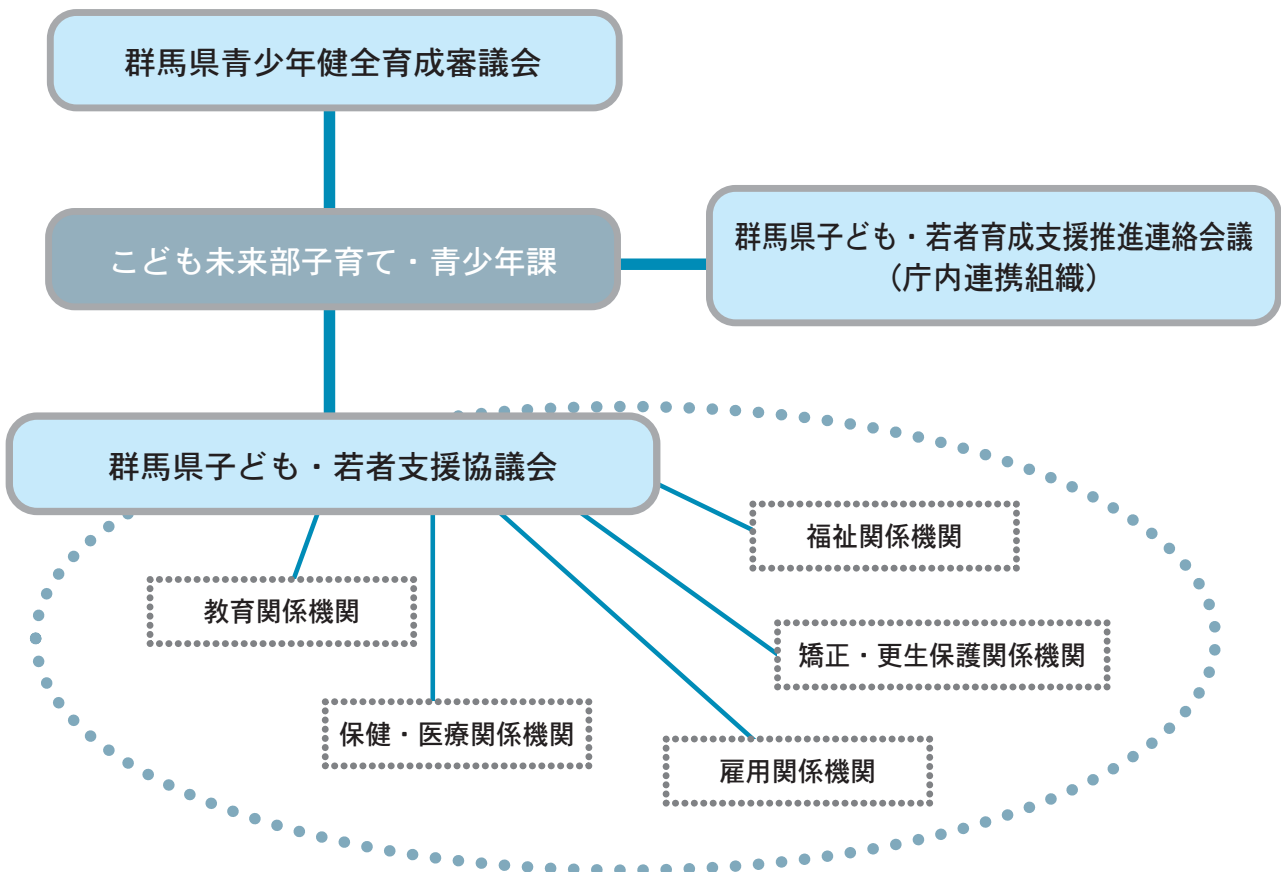 群馬県青少年健全育成審議会
こども未来部子育て・青少年課
群馬県子ども・若者育成支援推進連絡会議
（庁内連携組織）
群馬県子ども・若者支援協議会
福祉関係機関
教育関係機関
矯正・更生保護関係機関
保健・医療関係機関
雇用関係機関